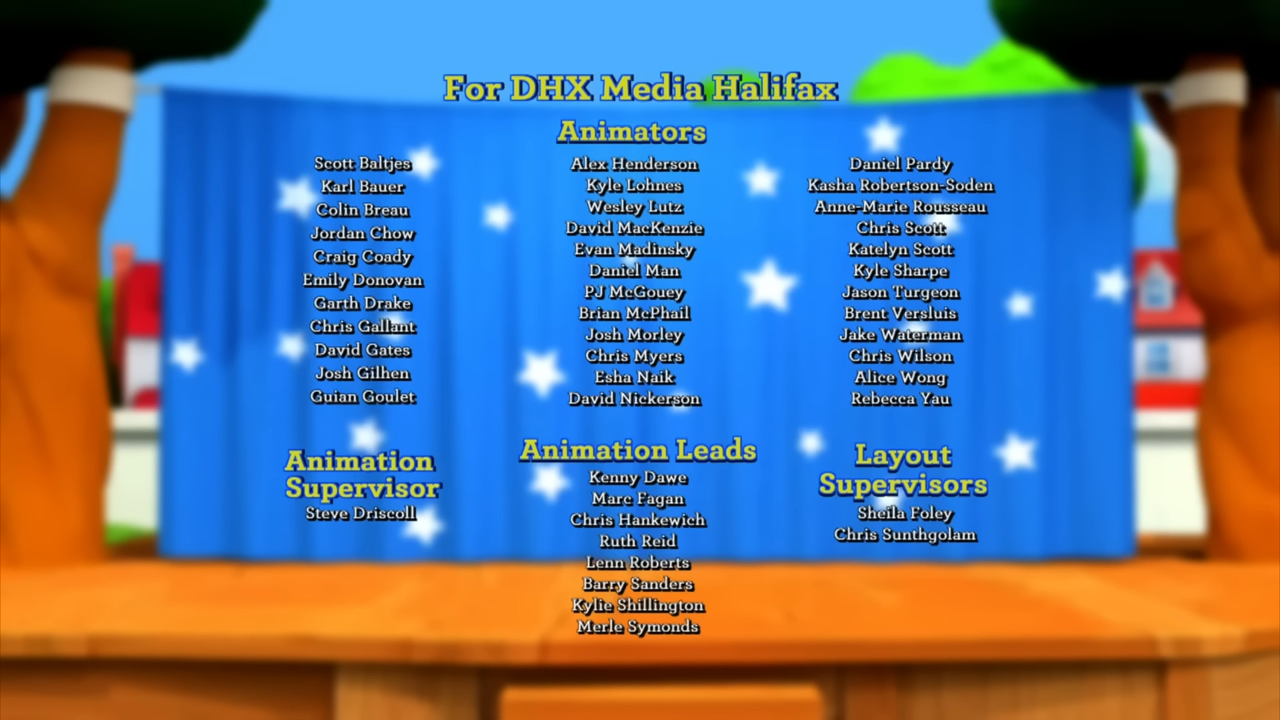 For DHX Media Halifax
Animators
Scott Baltjes
Karl Bauer
Colin Breau
Jordan Chow
Craig Coady
Emily Donovan
Garth Drake
Chris Gallant
David Gates
Josh Gilhen
Guian Goulet
Alex Henderson
Kyle Lohnes
Wesley Lutz
David MacKenzie
Evan Madinsky
Daniel Man
PJ McGouey
Brian McPhail
Josh Morley
Chris Myers
Esha Naik
David Nickerson
Daniel Pardy
Kasha Robertson-Soden
Anne-Marie Rousseau
Chris Scott
Katelyn Scott
Kyle Sharpe
Jason Turgeon
Brent Versluis
Jake Waterman
Chris Wilson
Alice Wong
Rebecca Yau
Animation
Supervisor
Steve Driscoll
Animation Leads
Kenny Dawe
Marc Fagan
Chris Hankewich
Ruth Reid
Lenn Roberts
Barry Sanders
Kylie Shillington
Merle Symonds
Layout
Supervisors
Sheila Foley
Chris Sunthgolam